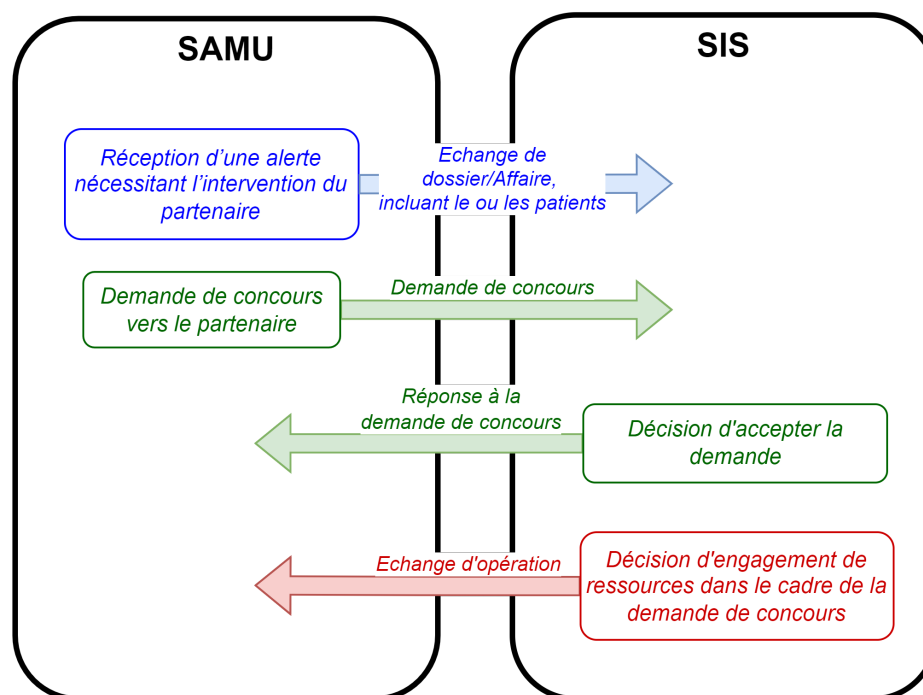 SAMU
SIS
Réception d'une alerte
nécessitant l'intervention du
partenaire
Echange de
dossier/Affaire,
incluant le ou les patients
Demande de concours
vers le partenaire
Demande de concours
Réponse à la
demande de concours
Décision d'accepter la
demande
Echange d'opération
Décision d'engagement de
ressources dans le cadre de la
demande de concours